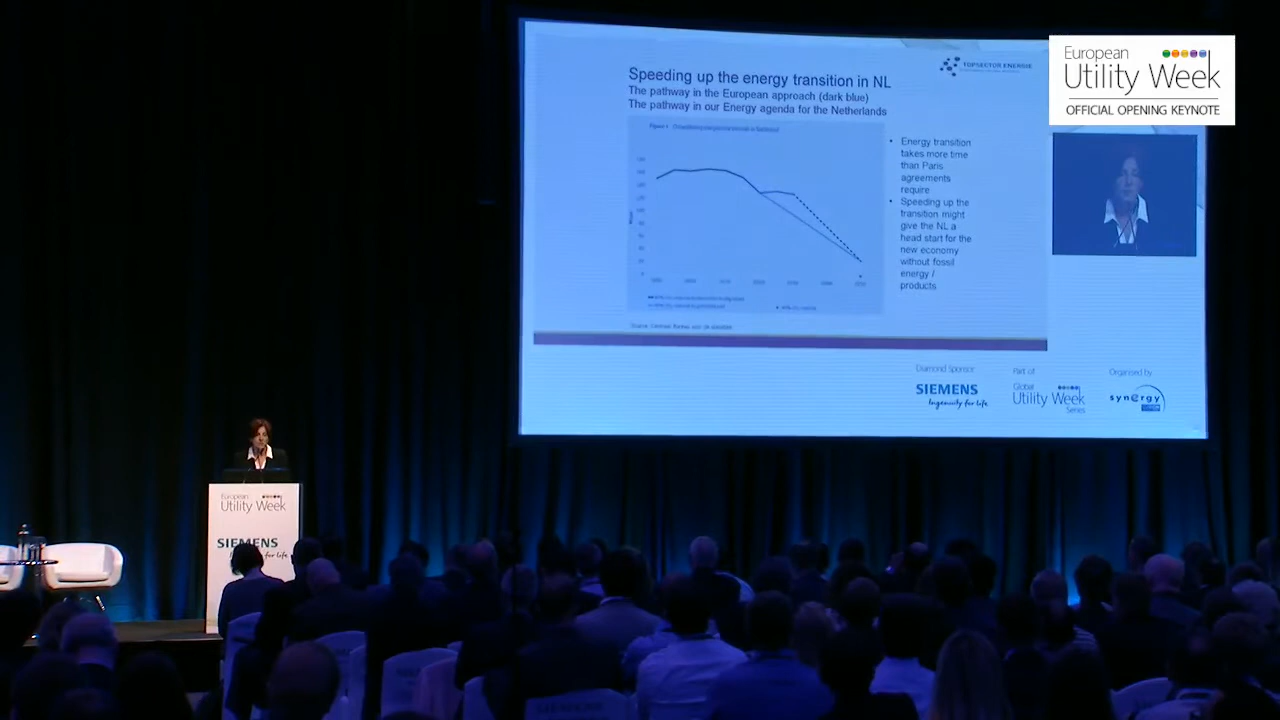 European
Utility Week
OFFICIAL OPENING KEYNOTE
TOPSECTOR ENERGIE
Speeding up the energy transition in NL
The pathway in the European approach (dark blue)
The pathway in our Energy agenda for the Netherlands
• Energy transition
takes more time
than Paris
agreements
require
• Speeding up the
transition might
give the NL a
head start for the
new economy
without fossil
energy /
products
Diamond Sponsor
SIEMENS
Ingenuity for life
Part of
Global
Utility Week
Series
Organised by
synergy
European
Utility Week
SIEMENS
for life